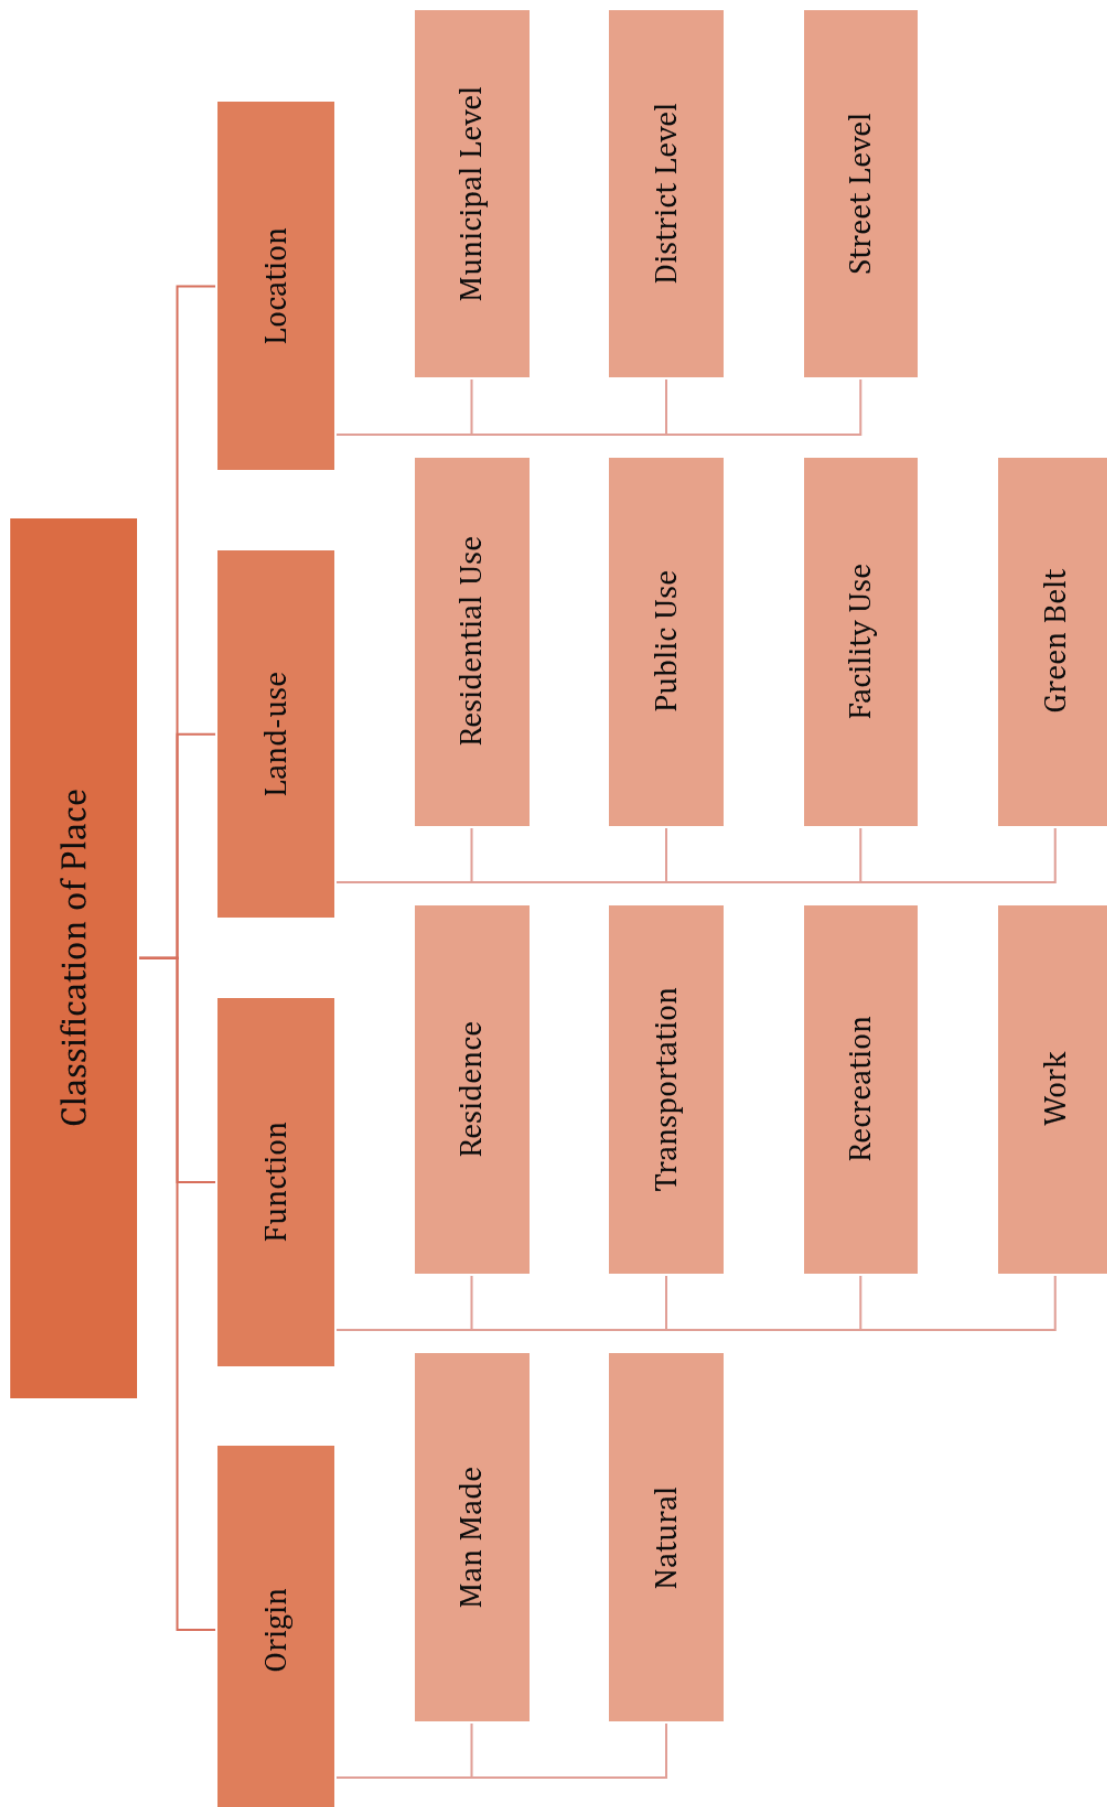 Classification of Place
Origin
Man Made
Natural
Function
Residence
Transportation
Recreation
Work
Land-use
Residential Use
Public Use
Facility Use
Green Belt
Location
Municipal Level
District Level
Street Level